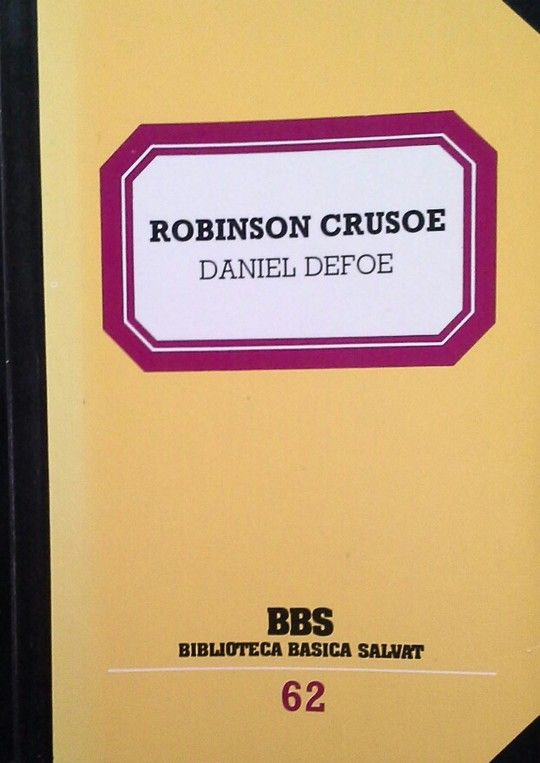 ROBINSON CRUSOE
DANIEL DEFOE
BBS
BIBLIOTECA BASICA SALVAT
62